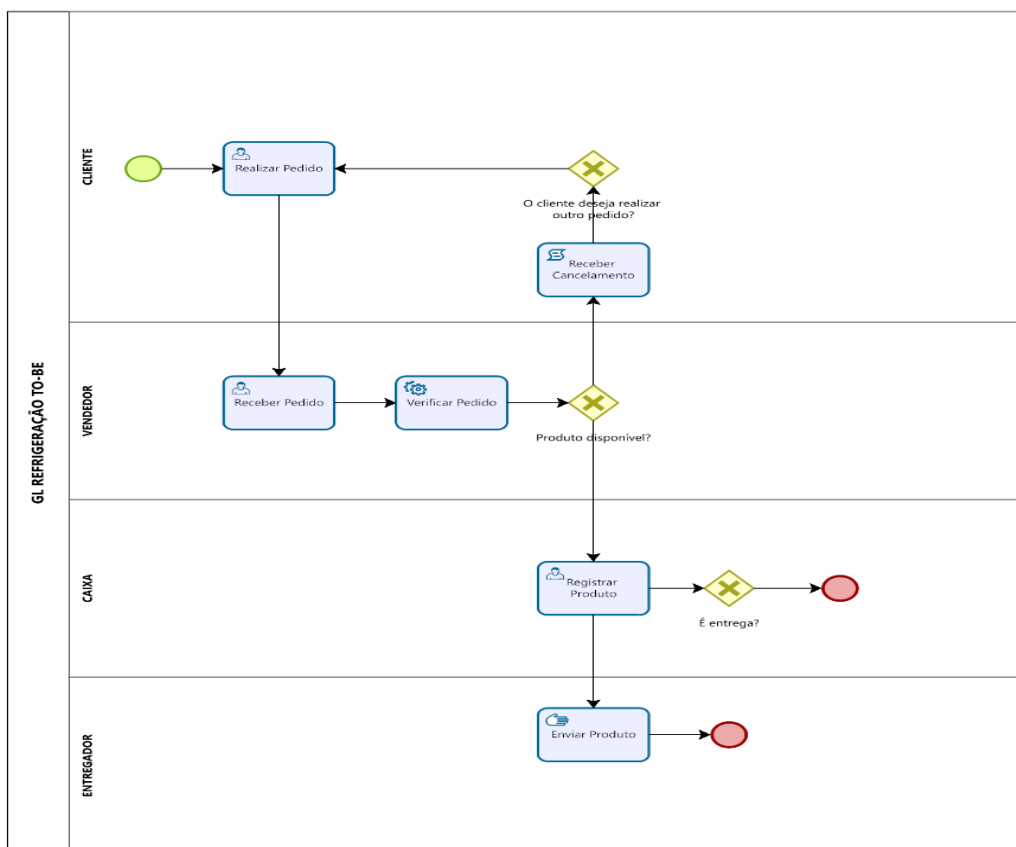 GL REFRIGERAÇÃO TO-BE
CLIENTE
Realizar Pedido
O cliente deseja realizar
outro pedido?
Receber
Cancelamento
VENDEDOR
Receber Pedido
Verificar Pedido
Produto disponível?
CAIXA
Registrar
Produto
É entrega?
ENTREGADOR
Enviar Produto